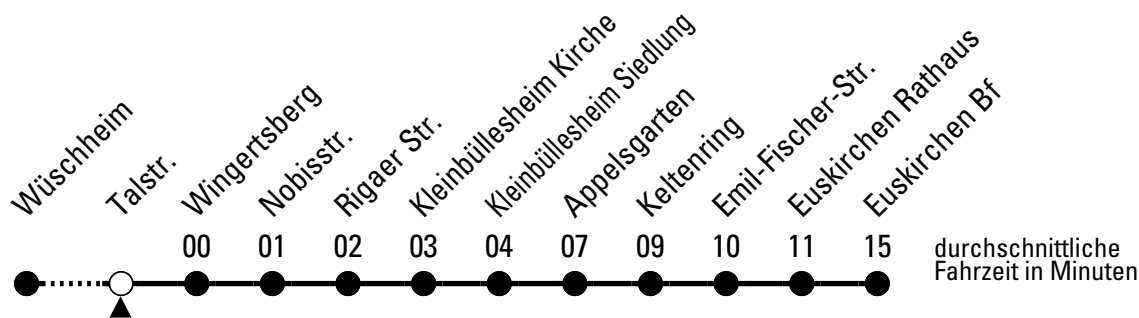 Wüschheim
Talstr.
Wingertsberg
Nobisstr.
Rigaer Str.
Kleinbüllesheim Kirche
Kleinbüllesheim Siedlung
Appelsgarten
Keltenring
Emil-Fischer-Str.
Euskirchen Rathaus
Euskirchen Bf
00 01 02 03 04 07 09 10 11 15
durchschnittliche
Fahrzeit in Minuten